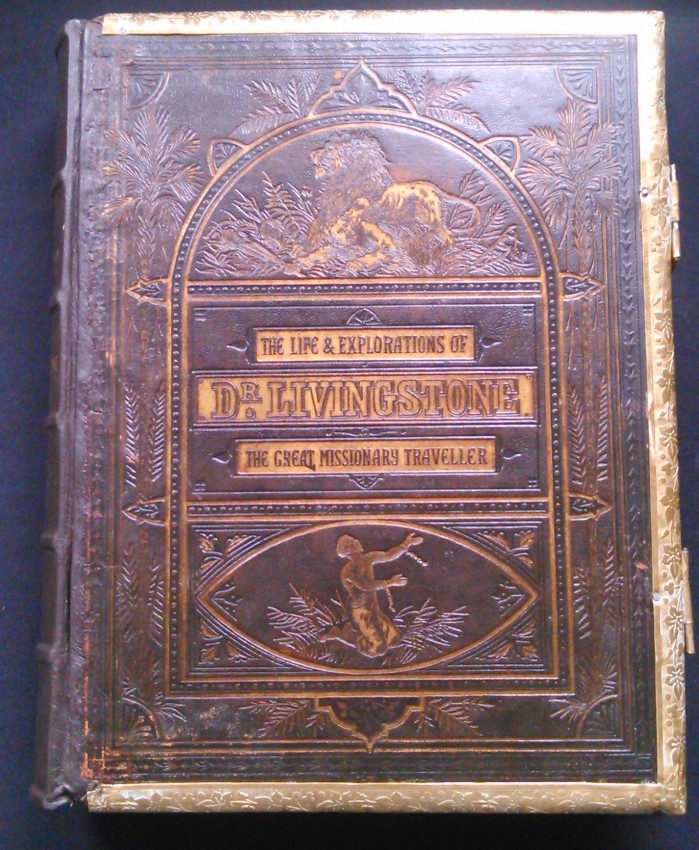 THE LIFE & EXPLORATIONS OF
DR. LIVINGSTONE
THE GREAT MISSIONARY TRAVELLER